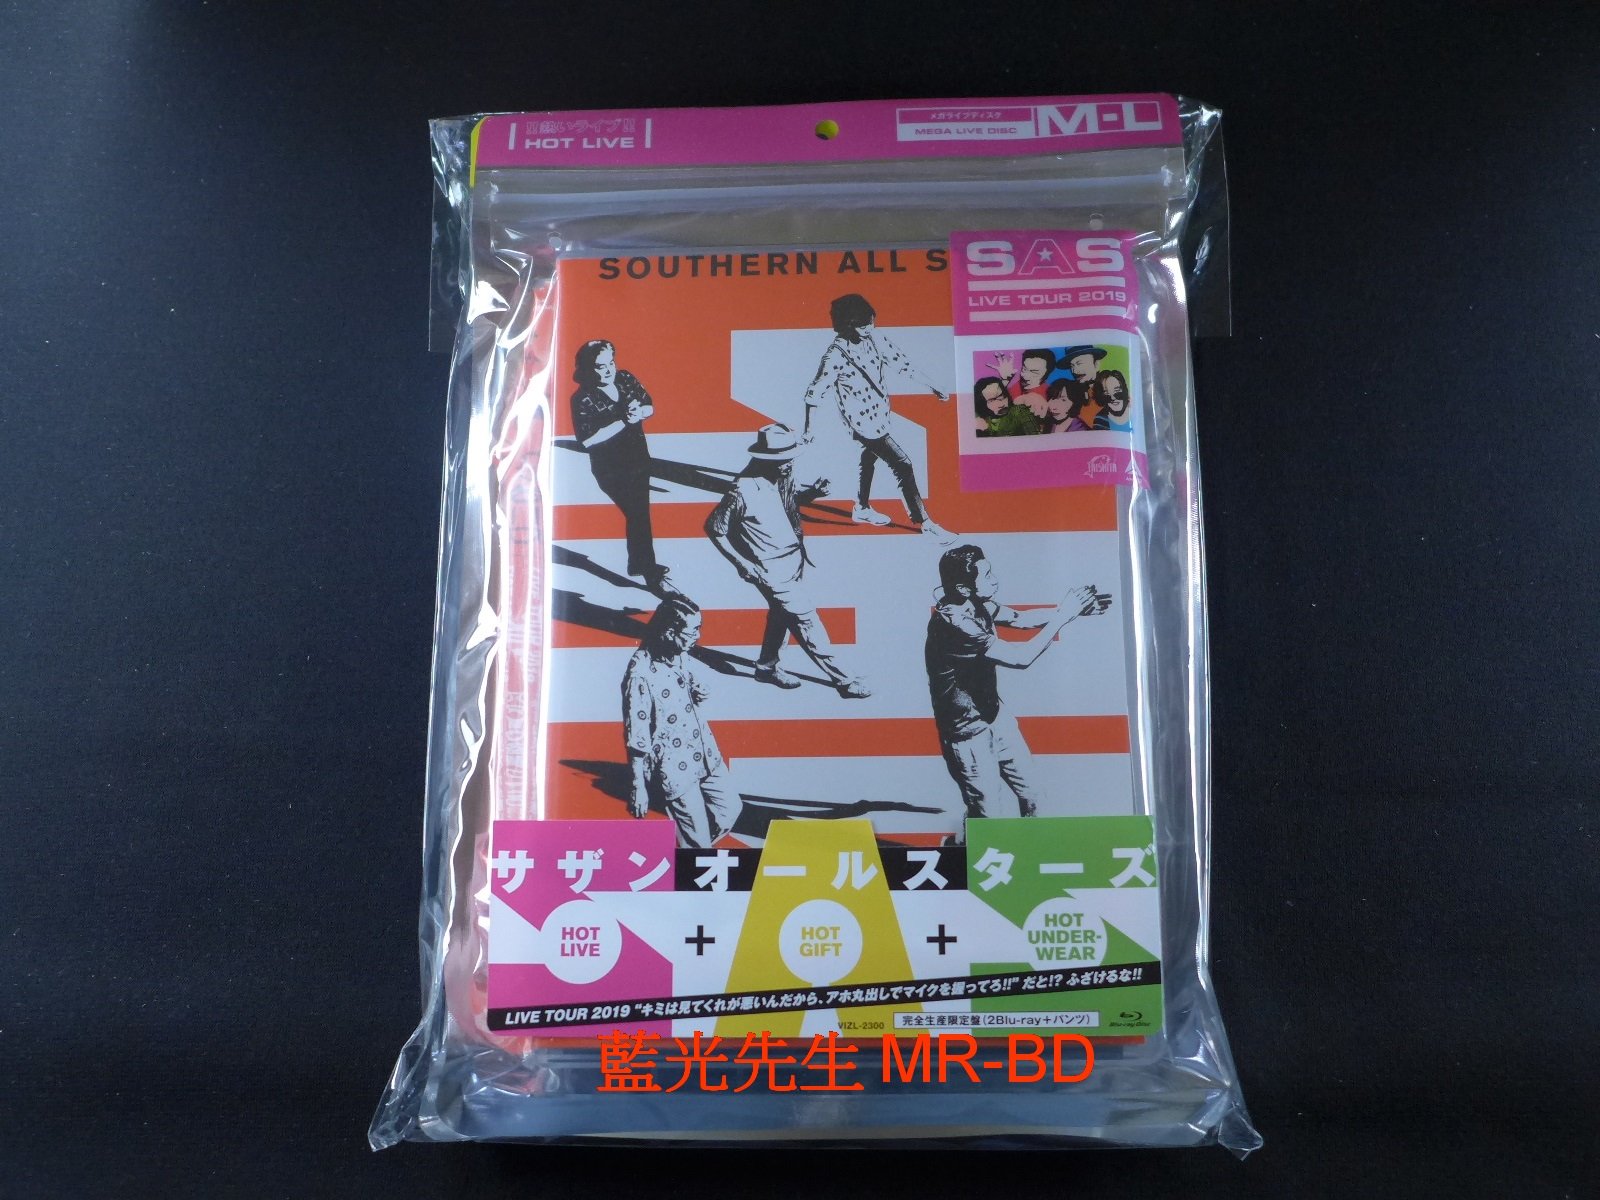 !!熱いライブ!!
HOT LIVE
メガライブディスク
MEGA LIVE DISC
M-L
SOUTHERN ALL S
SAS
LIVE TOUR 2019
TAISHITA
サザンオールスターズ
HOT
LIVE
+
HOT
GIFT
+
HOT
UNDER-
WEAR
LIVE TOUR 2019 “キミは見てくれが悪いんだから、アホ丸出しでマイクを握ってろ!!” だと!? ふざけるな!!
VIZL-2300
完全生産限定盤(2Blu-ray+パンツ)
Blu-ray Disc
藍光先生 MR-BD